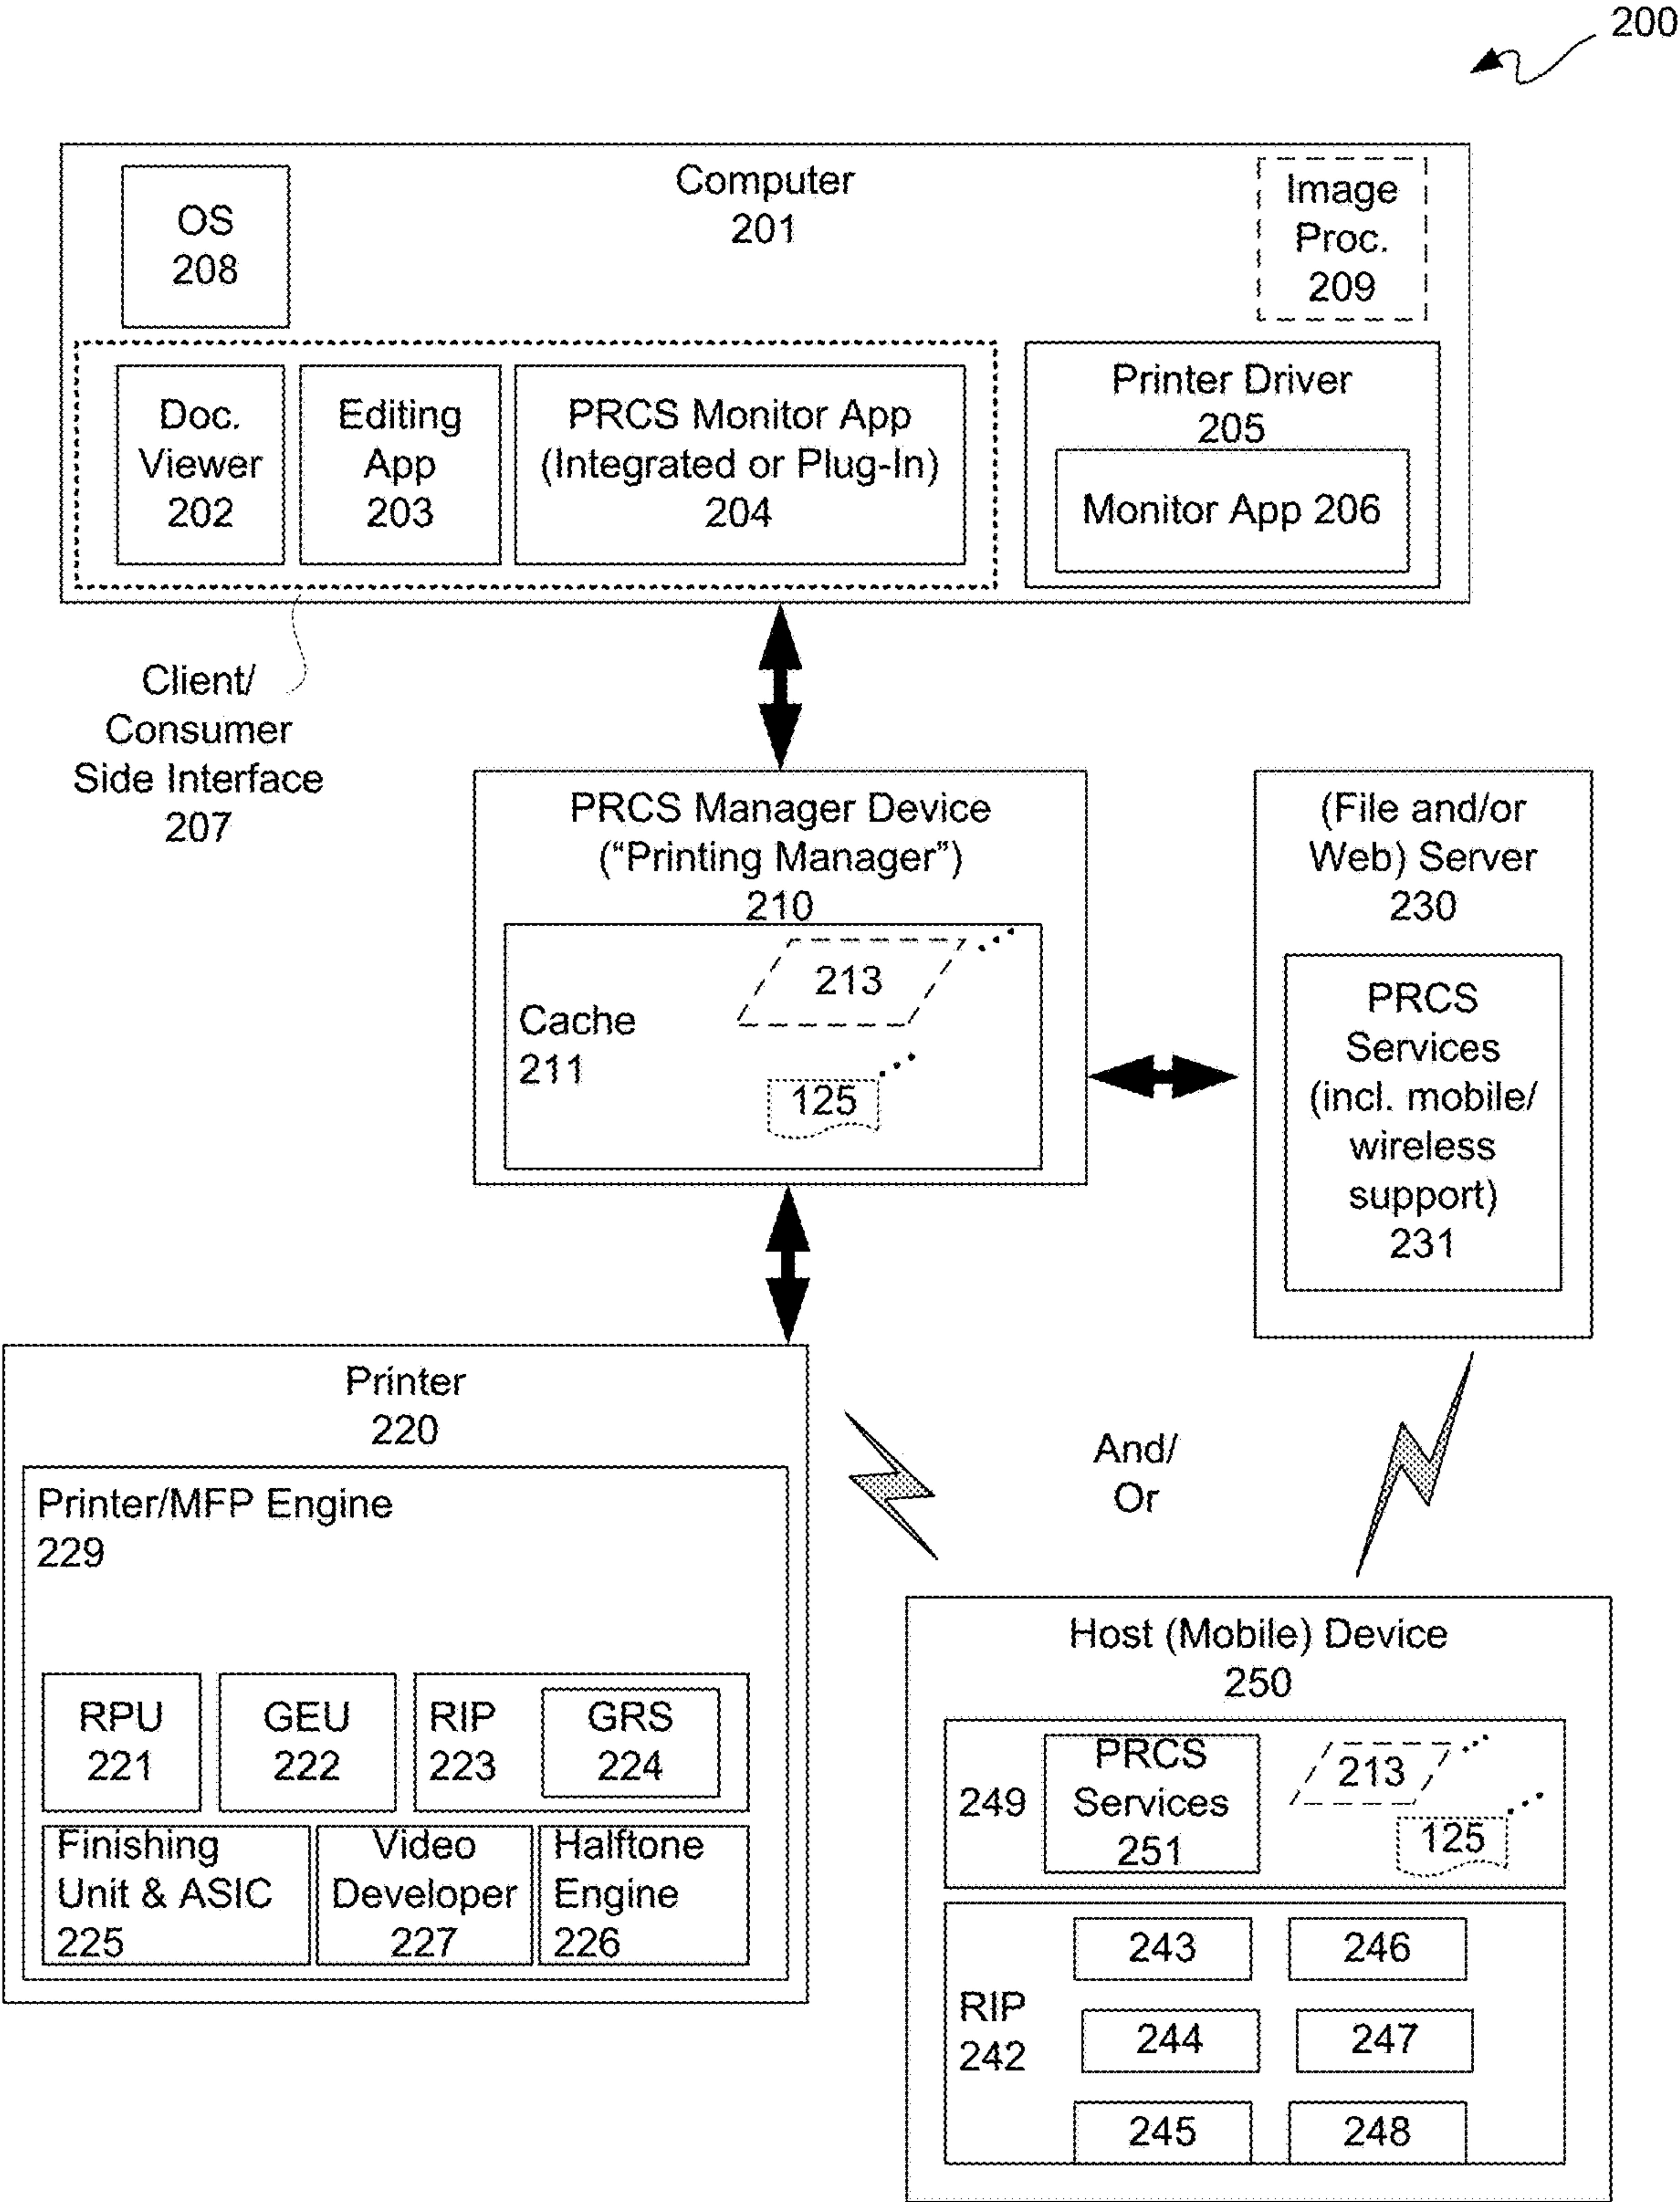 200
Computer
201
OS
208
Image
Proc.
209
Doc.
Viewer
202
Editing
App
203
PRCS Monitor App
(Integrated or Plug-In)
204
Printer Driver
205
Monitor App 206
Client/
Consumer
Side Interface
207
PRCS Manager Device
(“Printing Manager”)
210
Cache
211
213
125
(File and/or
Web) Server
230
PRCS
Services
(incl. mobile/
wireless
support)
231
Printer
220
Printer/MFP Engine
229
RPU
221
GEU
222
RIP
223
GRS
224
Finishing
Unit & ASIC
225
Video
Developer
227
Halftone
Engine
226
And/
Or
Host (Mobile) Device
250
249
PRCS
Services
251
213
125
RIP
242
243
246
244
247
245
248